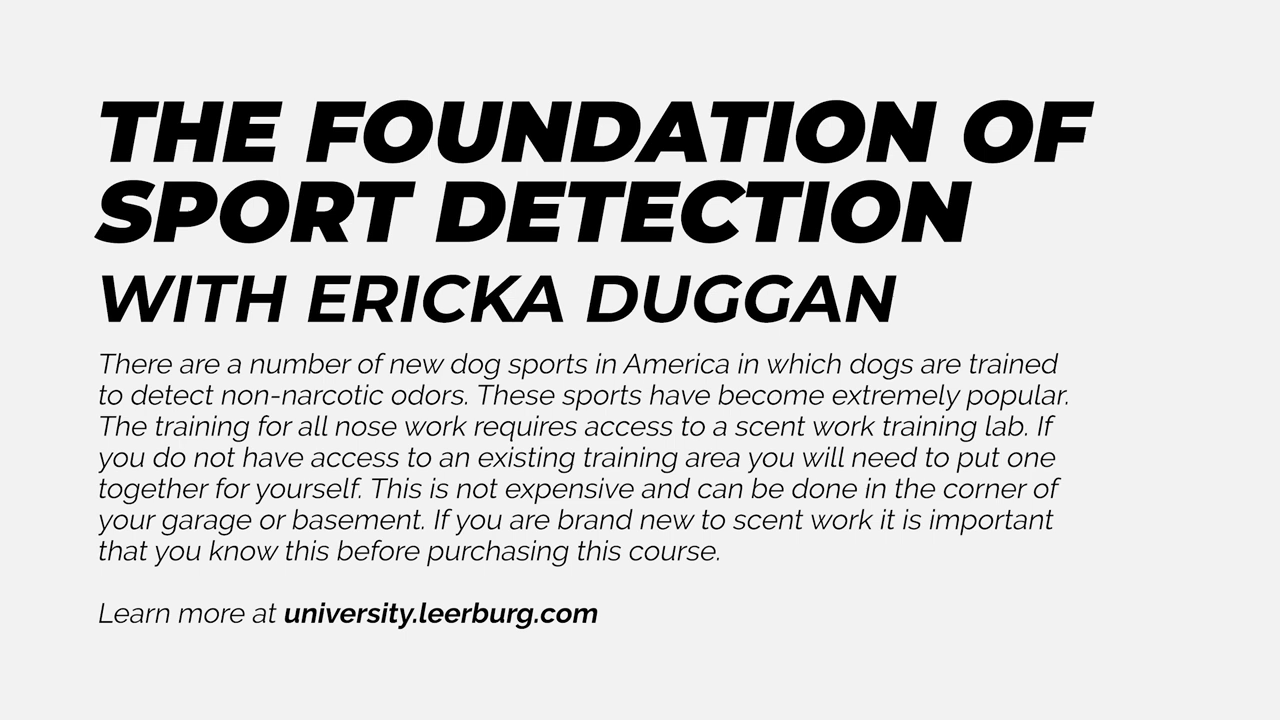 THE FOUNDATION OF
SPORT DETECTION
WITH ERICKA DUGGAN
There are a number of new dog sports in America in which dogs are trained
to detect non-narcotic odors. These sports have become extremely popular.
The training for all nose work requires access to a scent work training lab. If
you do not have access to an existing training area you will need to put one
together for yourself. This is not expensive and can be done in the corner of
your garage or basement. If you are brand new to scent work it is important
that you know this before purchasing this course.
Learn more at university.leerburg.com